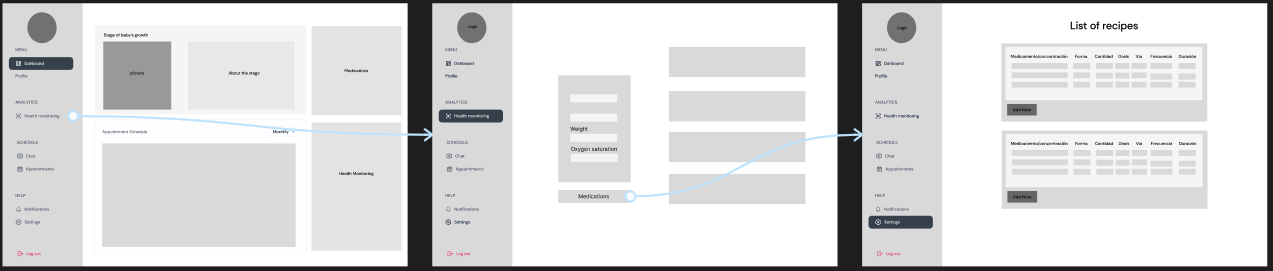 MENU
Dahboard
Profile
ANALYTICS
Health monitoring
SCHEDULE
Chat
Appointments
HELP
Notifications
Settings
Log out
Stage of baby's growth
picture
About the stage
Medications
Appointment Schedule
Monthly
Health Monitoring
Logo
MENU
Dahboard
Profile
ANALYTICS
Health monitoring
SCHEDULE
Chat
Appointments
HELP
Notifications
Settings
Log out
Weight
Oxygen saturation
Medications
Logo
MENU
Dahboard
Profile
ANALYTICS
Health monitoring
SCHEDULE
Chat
Appointments
HELP
Notifications
Settings
Log out
List of recipes
Medicamento/concentración Forma Cantidad Dosis Vía Frecuencia Duración
Add Note
Medicamento/concentración Forma Cantidad Dosis Vía Frecuencia Duración
Add Note